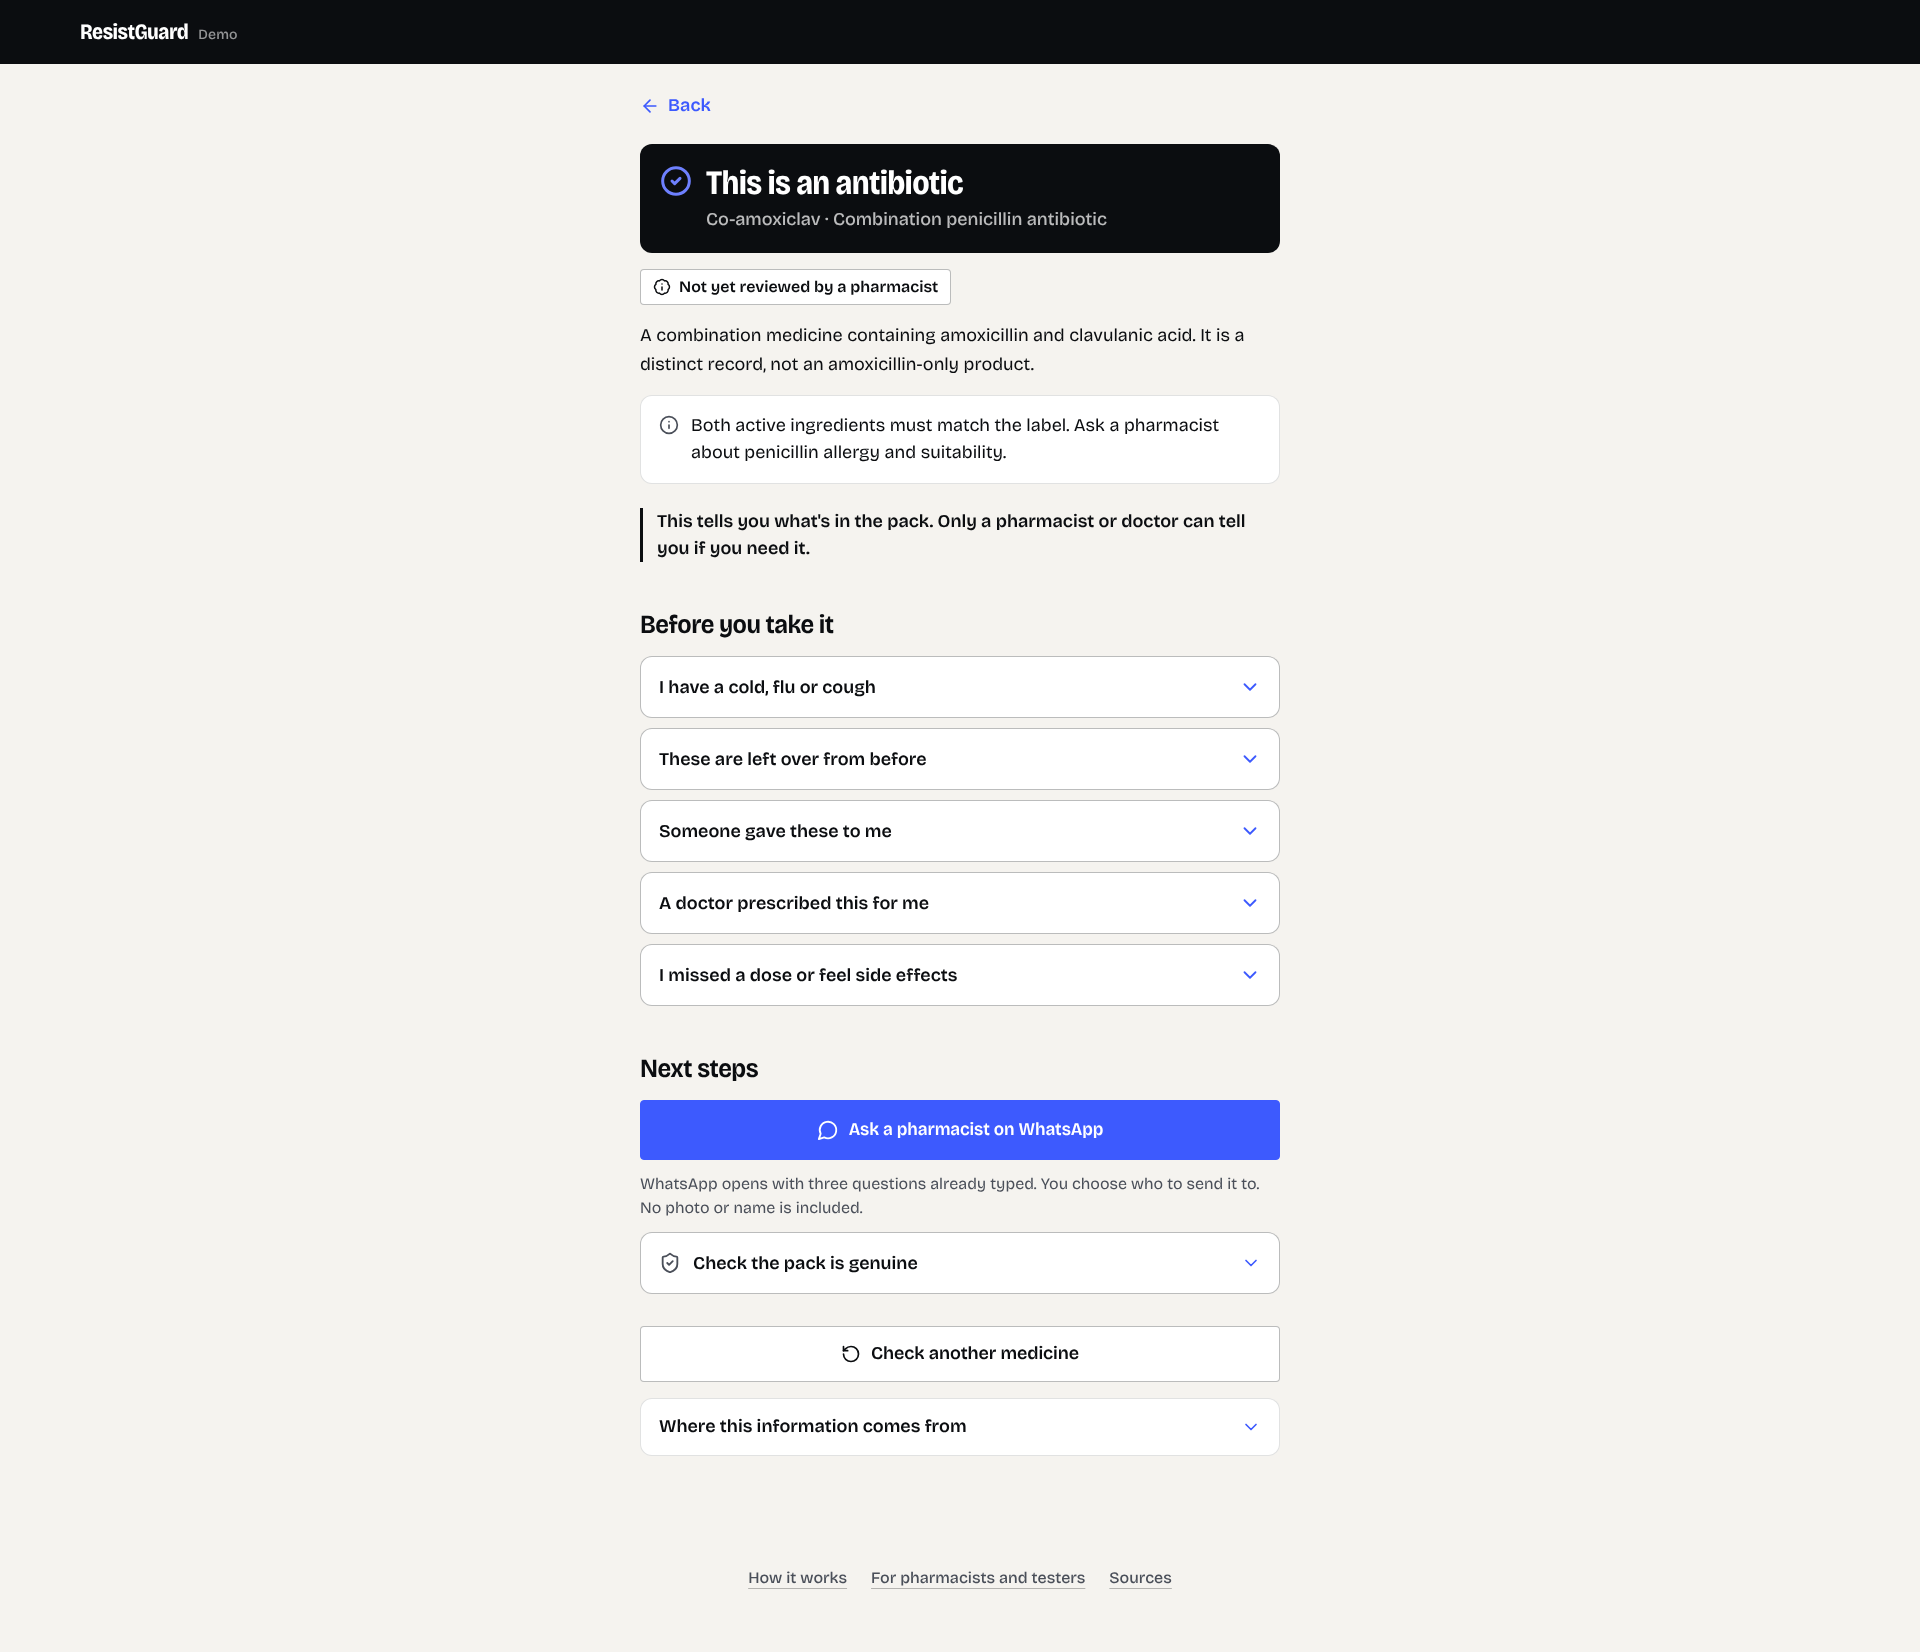 ResistGuard Demo
Back
This is an antibiotic
Co-amoxiclav · Combination penicillin antibiotic
Not yet reviewed by a pharmacist
A combination medicine containing amoxicillin and clavulanic acid. It is a
distinct record, not an amoxicillin-only product.
Both active ingredients must match the label. Ask a pharmacist
about penicillin allergy and suitability.
This tells you what's in the pack. Only a pharmacist or doctor can tell
you if you need it.
Before you take it
I have a cold, flu or cough
These are left over from before
Someone gave these to me
A doctor prescribed this for me
I missed a dose or feel side effects
Next steps
Ask a pharmacist on WhatsApp
WhatsApp opens with three questions already typed. You choose who to send it to.
No photo or name is included.
Check the pack is genuine
Check another medicine
Where this information comes from
How it works For pharmacists and testers Sources